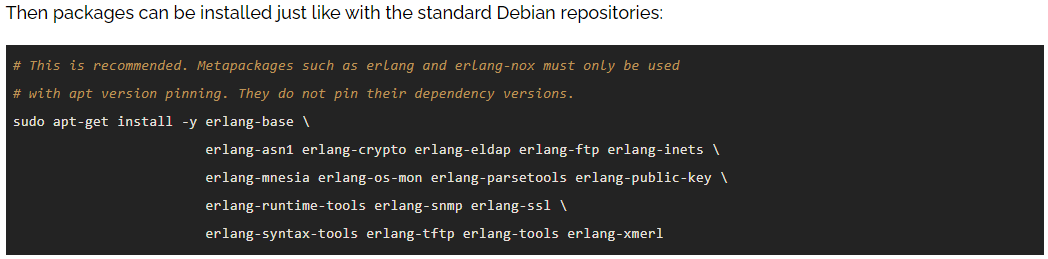 Then packages can be installed just like with the standard Debian repositories:
# This is recommended. Metapackages such as erlang and erlang-nox must only be used
# with apt version pinning. They do not pin their dependency versions.
sudo apt-get install -y erlang-base \
erlang-asn1 erlang-crypto erlang-eldap erlang-ftp erlang-inets \
erlang-mnesia erlang-os-mon erlang-parsetools erlang-public-key \
erlang-runtime-tools erlang-snmp erlang-ssl \
erlang-syntax-tools erlang-tftp erlang-tools erlang-xmerl